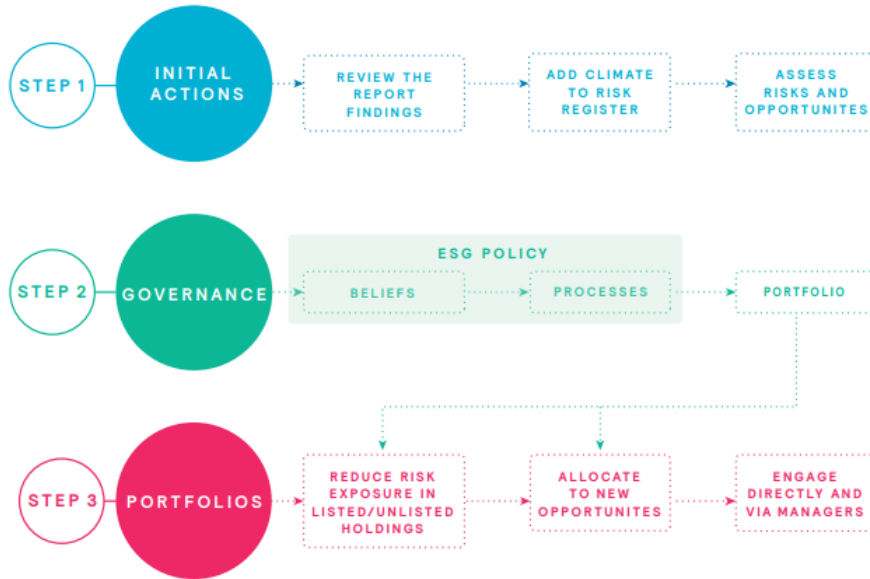 STEP 1
INITIAL
ACTIONS
REVIEW THE
REPORT
FINDINGS
ADD CLIMATE
TO RISK
REGISTER
ASSESS
RISKS AND
OPPORTUNITES
STEP 2
GOVERNANCE
ESG POLICY
BELIEFS
PROCESSES
PORTFOLIO
STEP 3
PORTFOLIOS
REDUCE RISK
EXPOSURE IN
LISTED/UNLISTED
HOLDINGS
ALLOCATE
TO NEW
OPPORTUNITES
ENGAGE
DIRECTLY AND
VIA MANAGERS